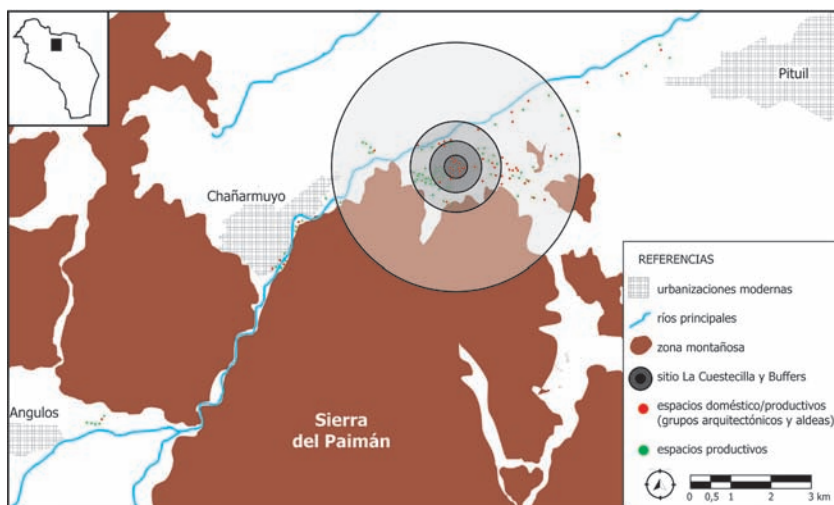 Pituil
Chañarmuyo
Angulos
Sierra
del Paimán
REFERENCIAS
urbanizaciones modernas
ríos principales
zona montañosa
sitio La Cuestecilla y Buffers
espacios doméstico/productivos
(grupos arquitectónicos y aldeas)
espacios productivos
0 0,5 1 2 3 km